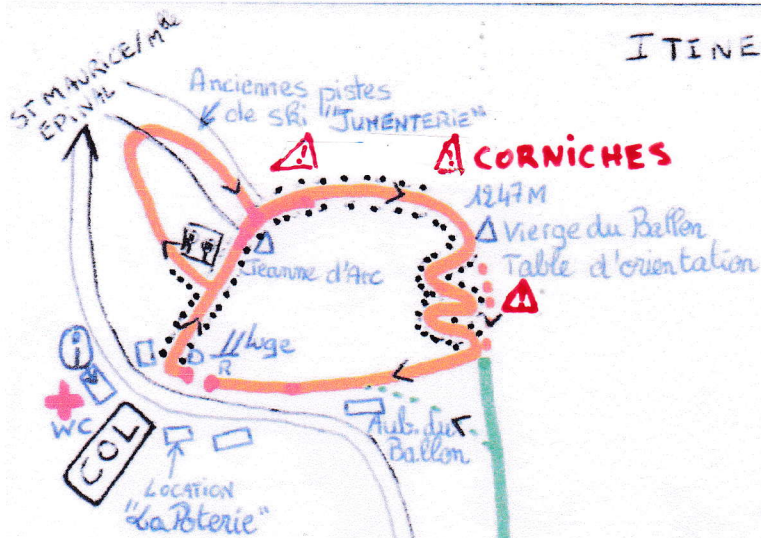 ITINE
ST MAURICE/Mlle
EPINAL
Anciennes pistes
de ski "JUMENTERIE"
CORNICHES
1247M
Vierge du Ballon
Table d'orientation
Jeanne d'Arc
D
Luge
R
i
WC
COL
Aub. du
Ballon
LOCATION
"La Poterie"